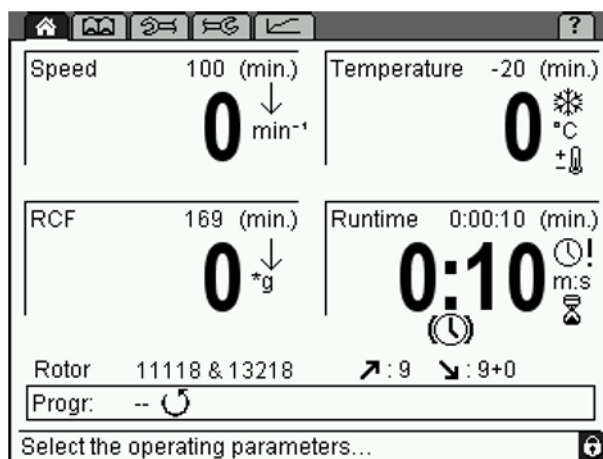 ?
Speed 100 (min.)
0 min⁻¹
Temperature -20 (min.)
0 °C
RCF 169 (min.)
0 *g
Runtime 0:00:10 (min.)
0:10 m:s
Rotor 11118 & 13218 ↗: 9 ↘: 9+0
Progr: --
Select the operating parameters...